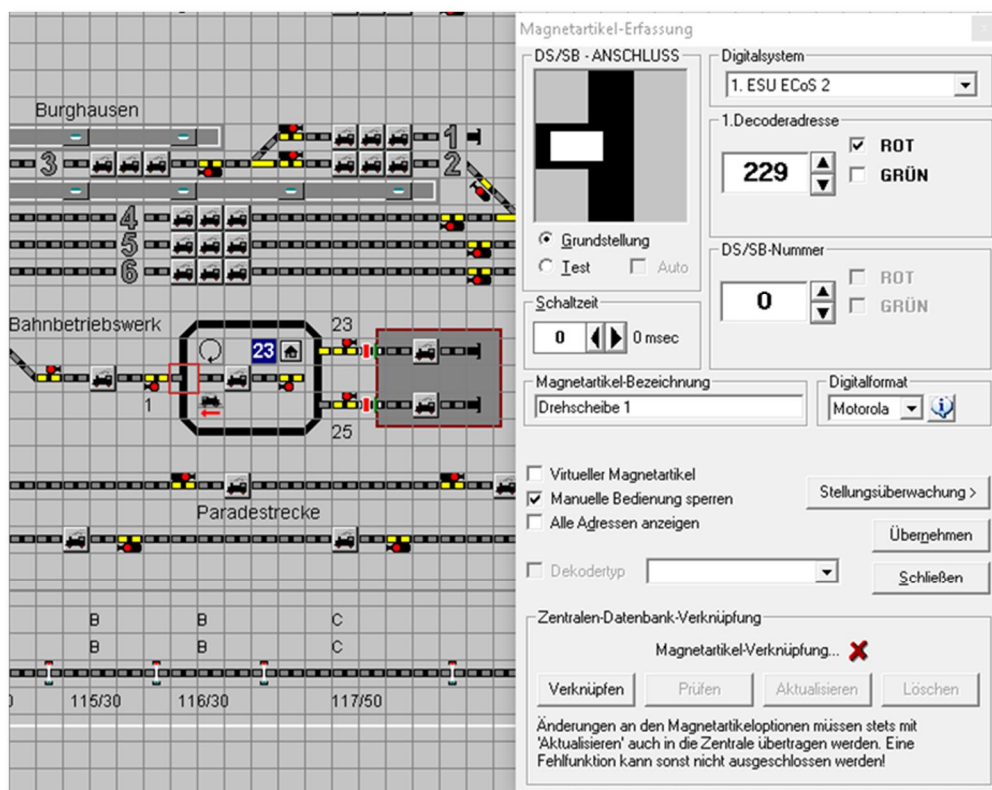 Burghausen
1
3
2
4
5
6
Bahnbetriebswerk
23
23
1
25
Paradestrecke
B B C
B B C
115/30 116/30 117/50
Magnetartikel-Erfassung
DS/SB - ANSCHLUSS
Grundstellung
Test Auto
Schaltzeit
0 0 msec
Digitalsystem
1. ESU ECoS 2
1.Decoderadresse
229 ROT
GRÜN
DS/SB-Nummer
0 ROT
GRÜN
Magnetartikel-Bezeichnung
Drehscheibe 1
Digitalformat
Motorola
Virtueller Magnetartikel
Manuelle Bedienung sperren
Alle Adressen anzeigen
Stellungsüberwachung >
Übernehmen
Dekodertyp
Schließen
Zentralen-Datenbank-Verknüpfung
Magnetartikel-Verknüpfung...
Verknüpfen Prüfen Aktualisieren Löschen
Änderungen an den Magnetartikeloptionen müssen stets mit
'Aktualisieren' auch in die Zentrale übertragen werden. Eine
Fehlfunktion kann sonst nicht ausgeschlossen werden!